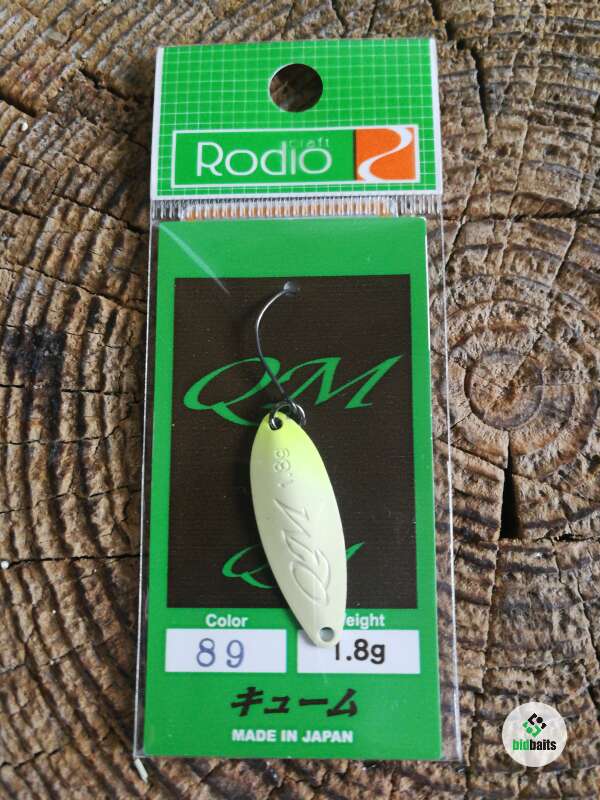 craft
Rodio
QM
1.8g
QM
QM
Color
eight
89
1.8g
キューム
MADE IN JAPAN
bidbaits